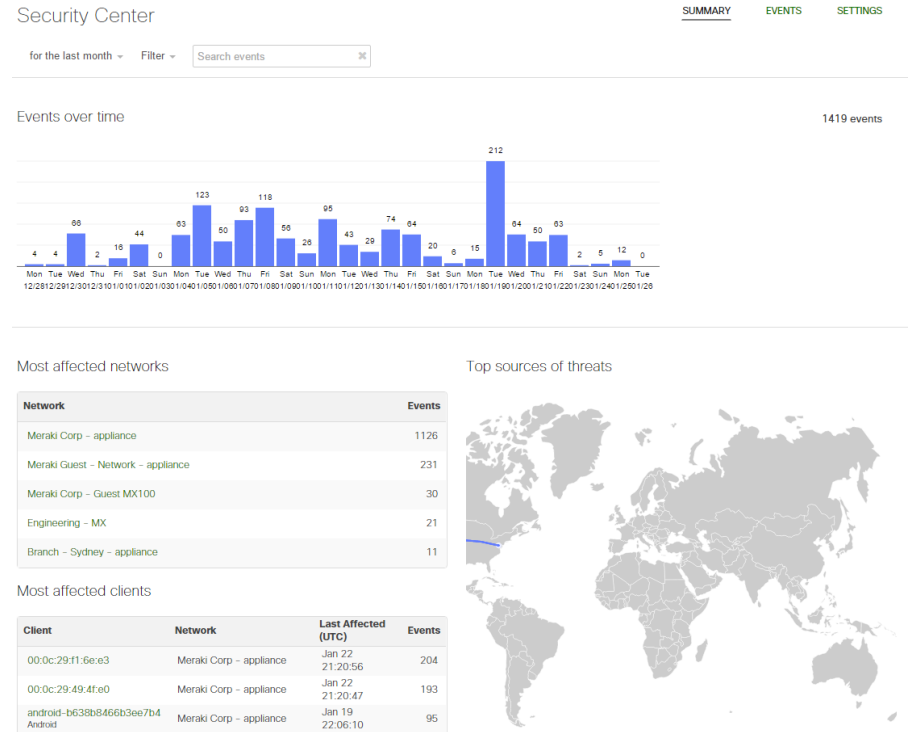 Security Center
SUMMARY EVENTS SETTINGS
for the last month Filter Search events
Events over time
1419 events
4 4 66 2 16 44 0 63 123 50 93 118 56 26 95 43 29 74 64 20 6 15 212 64 50 63 2 5 12 0
Mon Tue Wed Thu Fri Sat Sun Mon Tue Wed Thu Fri Sat Sun Mon Tue Wed Thu Fri Sat Sun Mon Tue Wed Thu Fri Sat Sun Mon Tue
12/28 12/29 12/30 12/31 01/01 01/02 01/03 01/04 01/05 01/06 01/07 01/08 01/09 01/10 01/11 01/12 01/13 01/14 01/15 01/16 01/17 01/18 01/19 01/20 01/21 01/22 01/23 01/24 01/25 01/26
Most affected networks
Network Events
Meraki Corp - appliance 1126
Meraki Guest - Network - appliance 231
Meraki Corp - Guest MX100 30
Engineering - MX 21
Branch - Sydney - appliance 11
Most affected clients
Client Network Last Affected (UTC) Events
00:0c:29:f1:6e:e3 Meraki Corp - appliance Jan 22 21:20:56 204
00:0c:29:49:4f:e0 Meraki Corp - appliance Jan 22 21:20:47 193
android-b638b8466b3ee7b4 Meraki Corp - appliance Jan 19 22:06:10 95
Android
Top sources of threats